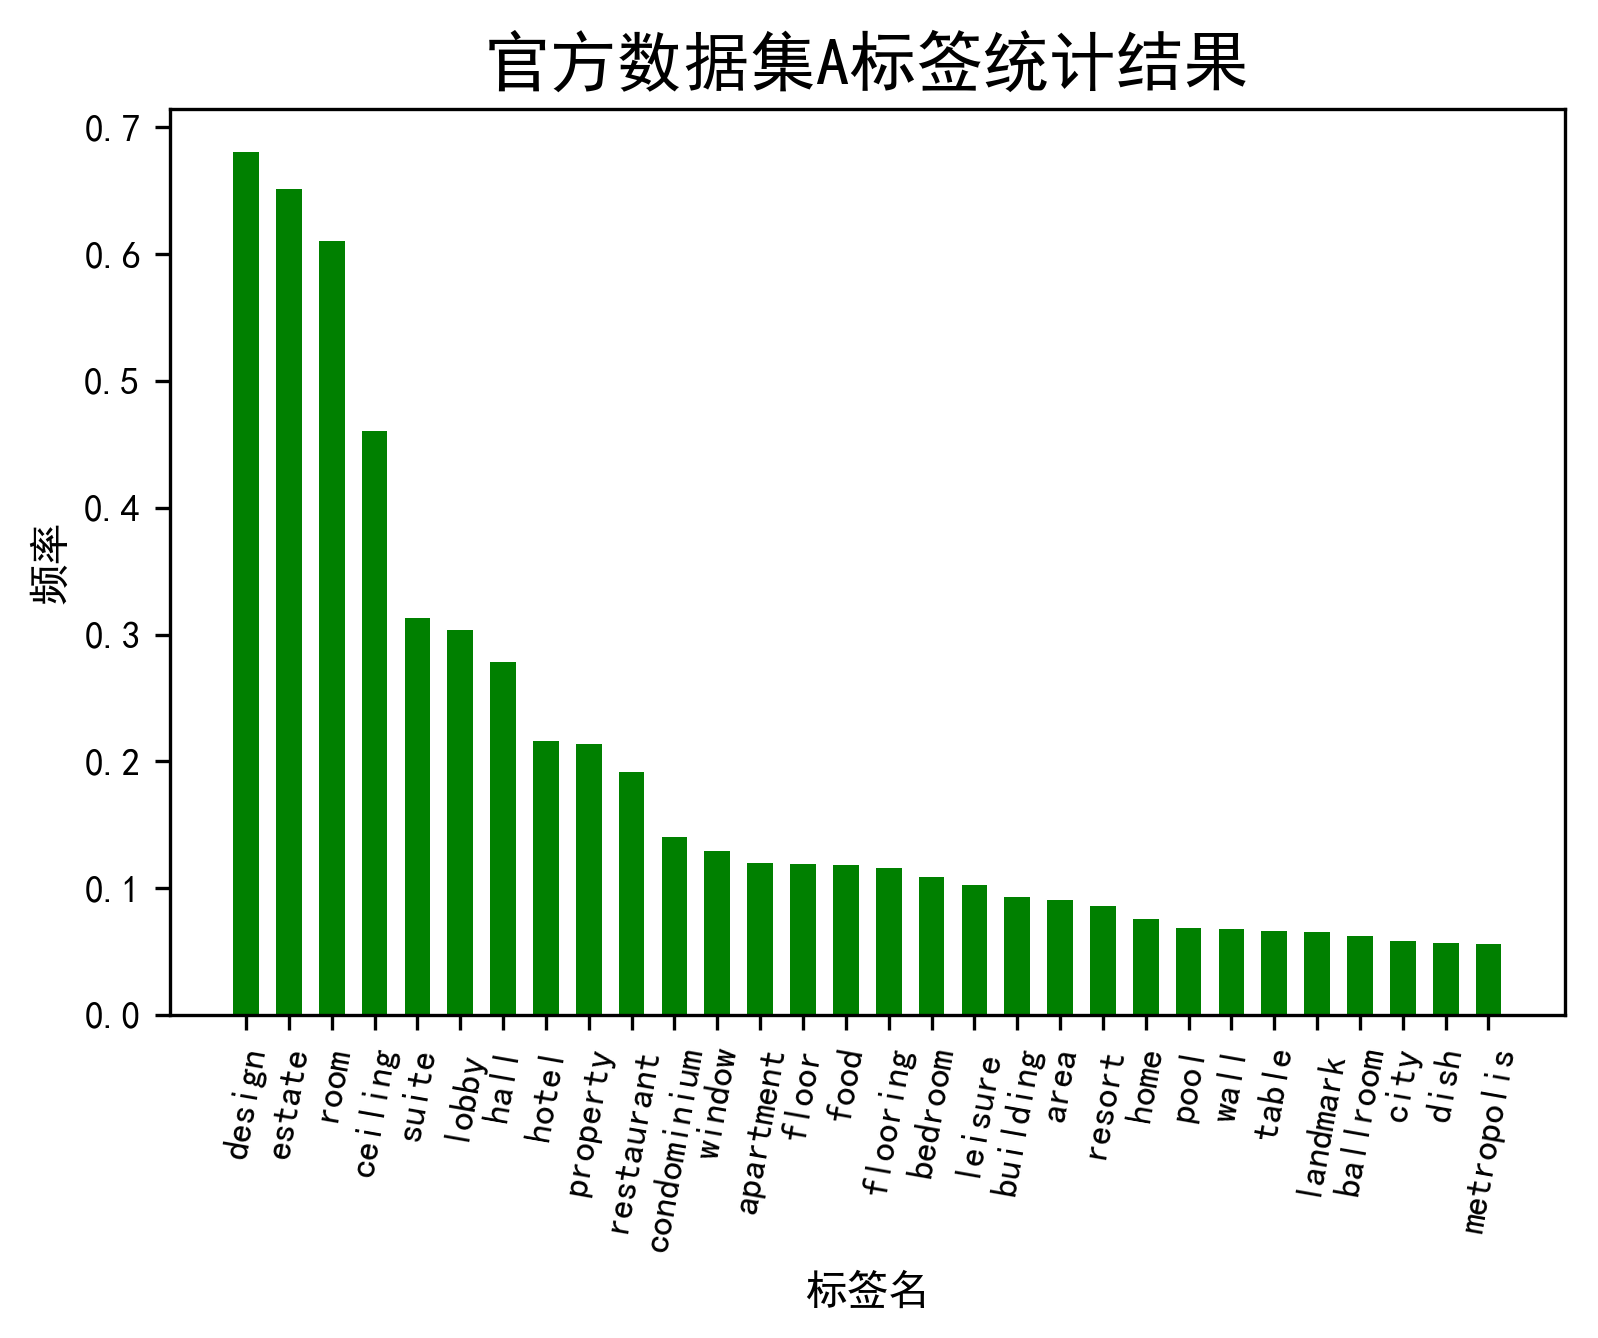 官方数据集A标签统计结果
0.7
0.6
0.5
0.4
0.3
0.2
0.1
0.0
频率
design
estate
room
ceiling
suite
lobby
hall
hotel
property
restaurant
condominium
window
apartment
floor
food
flooring
bedroom
leisure
building
area
resort
home
pool
wall
table
landmark
ballroom
city
dish
metropolis
标签名